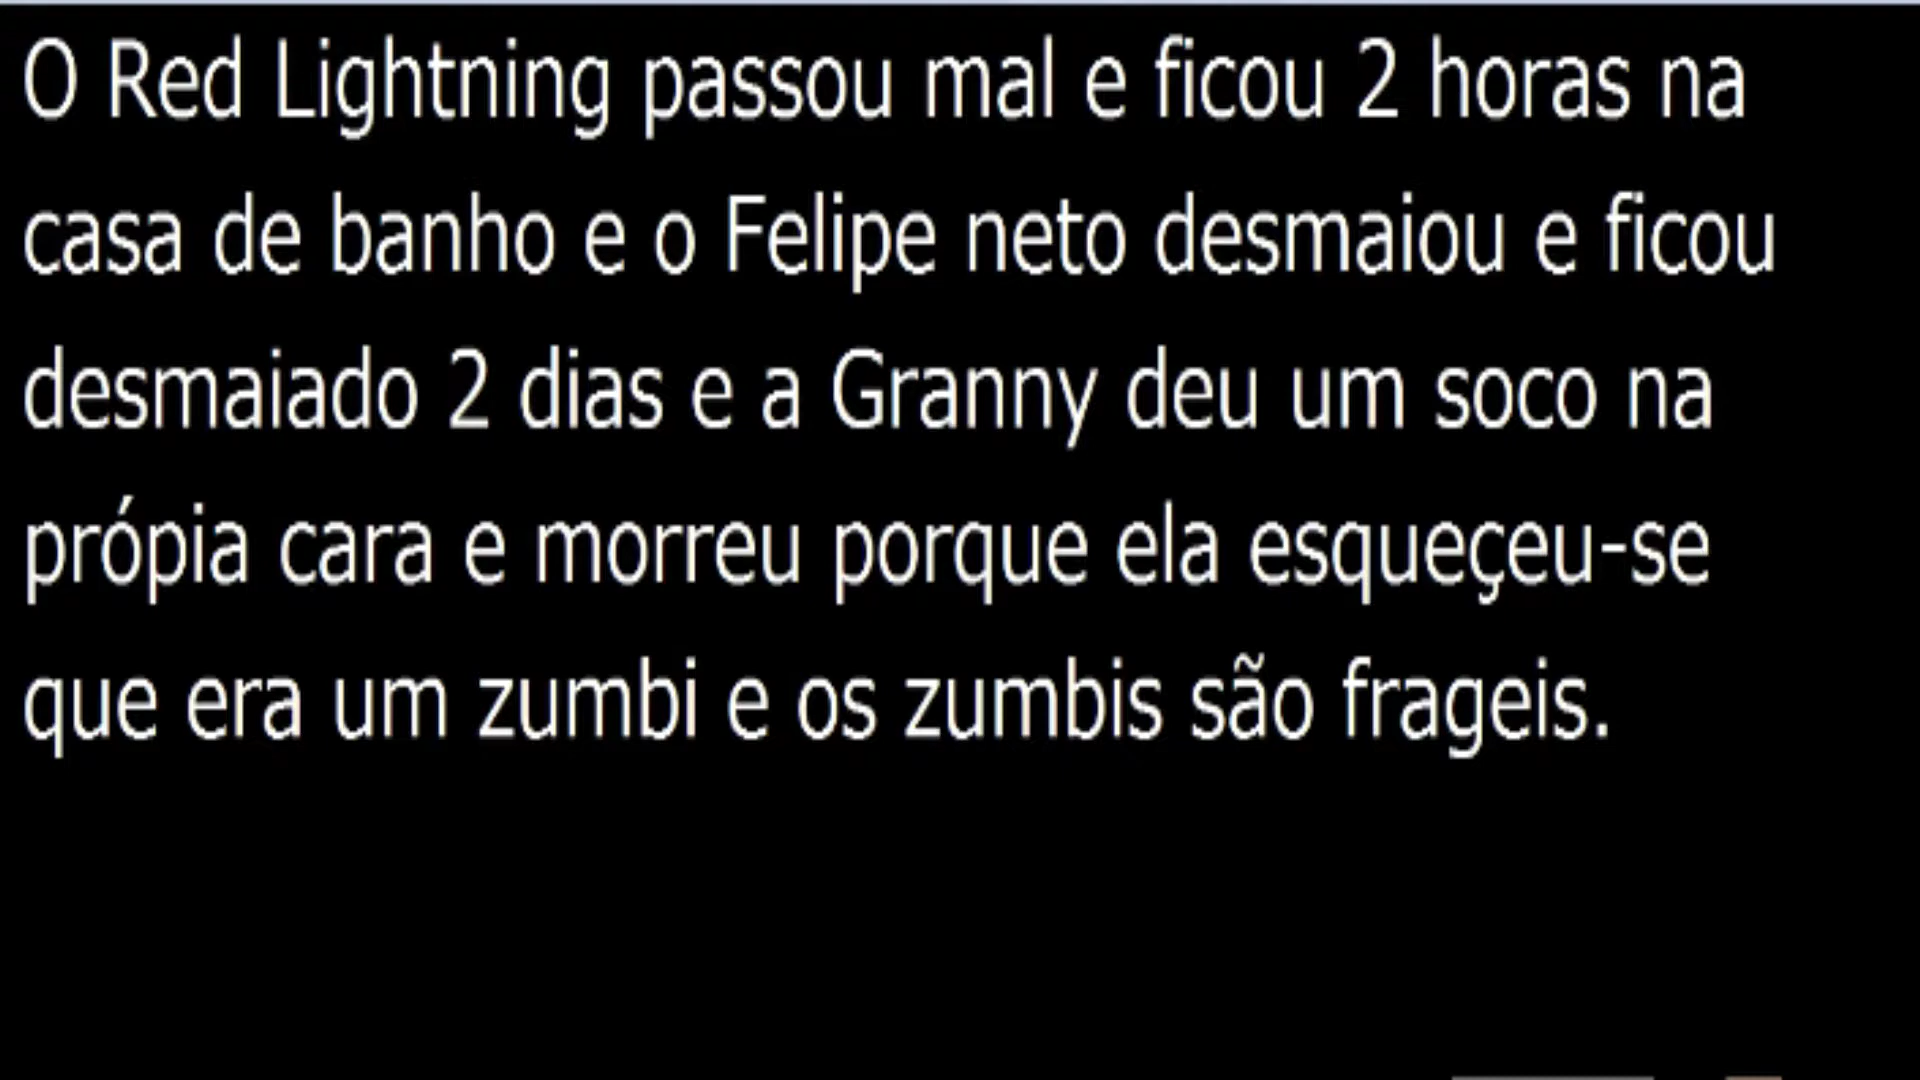 O Red Lightning passou mal e ficou 2 horas na
casa de banho e o Felipe neto desmaiou e ficou
desmaiado 2 dias e a Granny deu um soco na
própia cara e morreu porque ela esqueçeu-se
que era um zumbi e os zumbis são frageis.